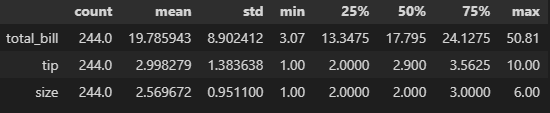 count mean std min 25% 50% 75% max
total_bill 244.0 19.785943 8.902412 3.07 13.3475 17.795 24.1275 50.81
tip 244.0 2.998279 1.383638 1.00 2.0000 2.900 3.5625 10.00
size 244.0 2.569672 0.951100 1.00 2.0000 2.000 3.0000 6.00